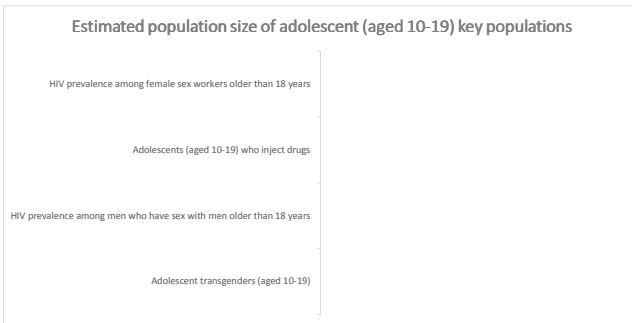 Estimated population size of adolescent (aged 10-19) key populations
HIV prevalence among female sex workers older than 18 years
Adolescents (aged 10-19) who inject drugs
HIV prevalence among men who have sex with men older than 18 years
Adolescent transgenders (aged 10-19)